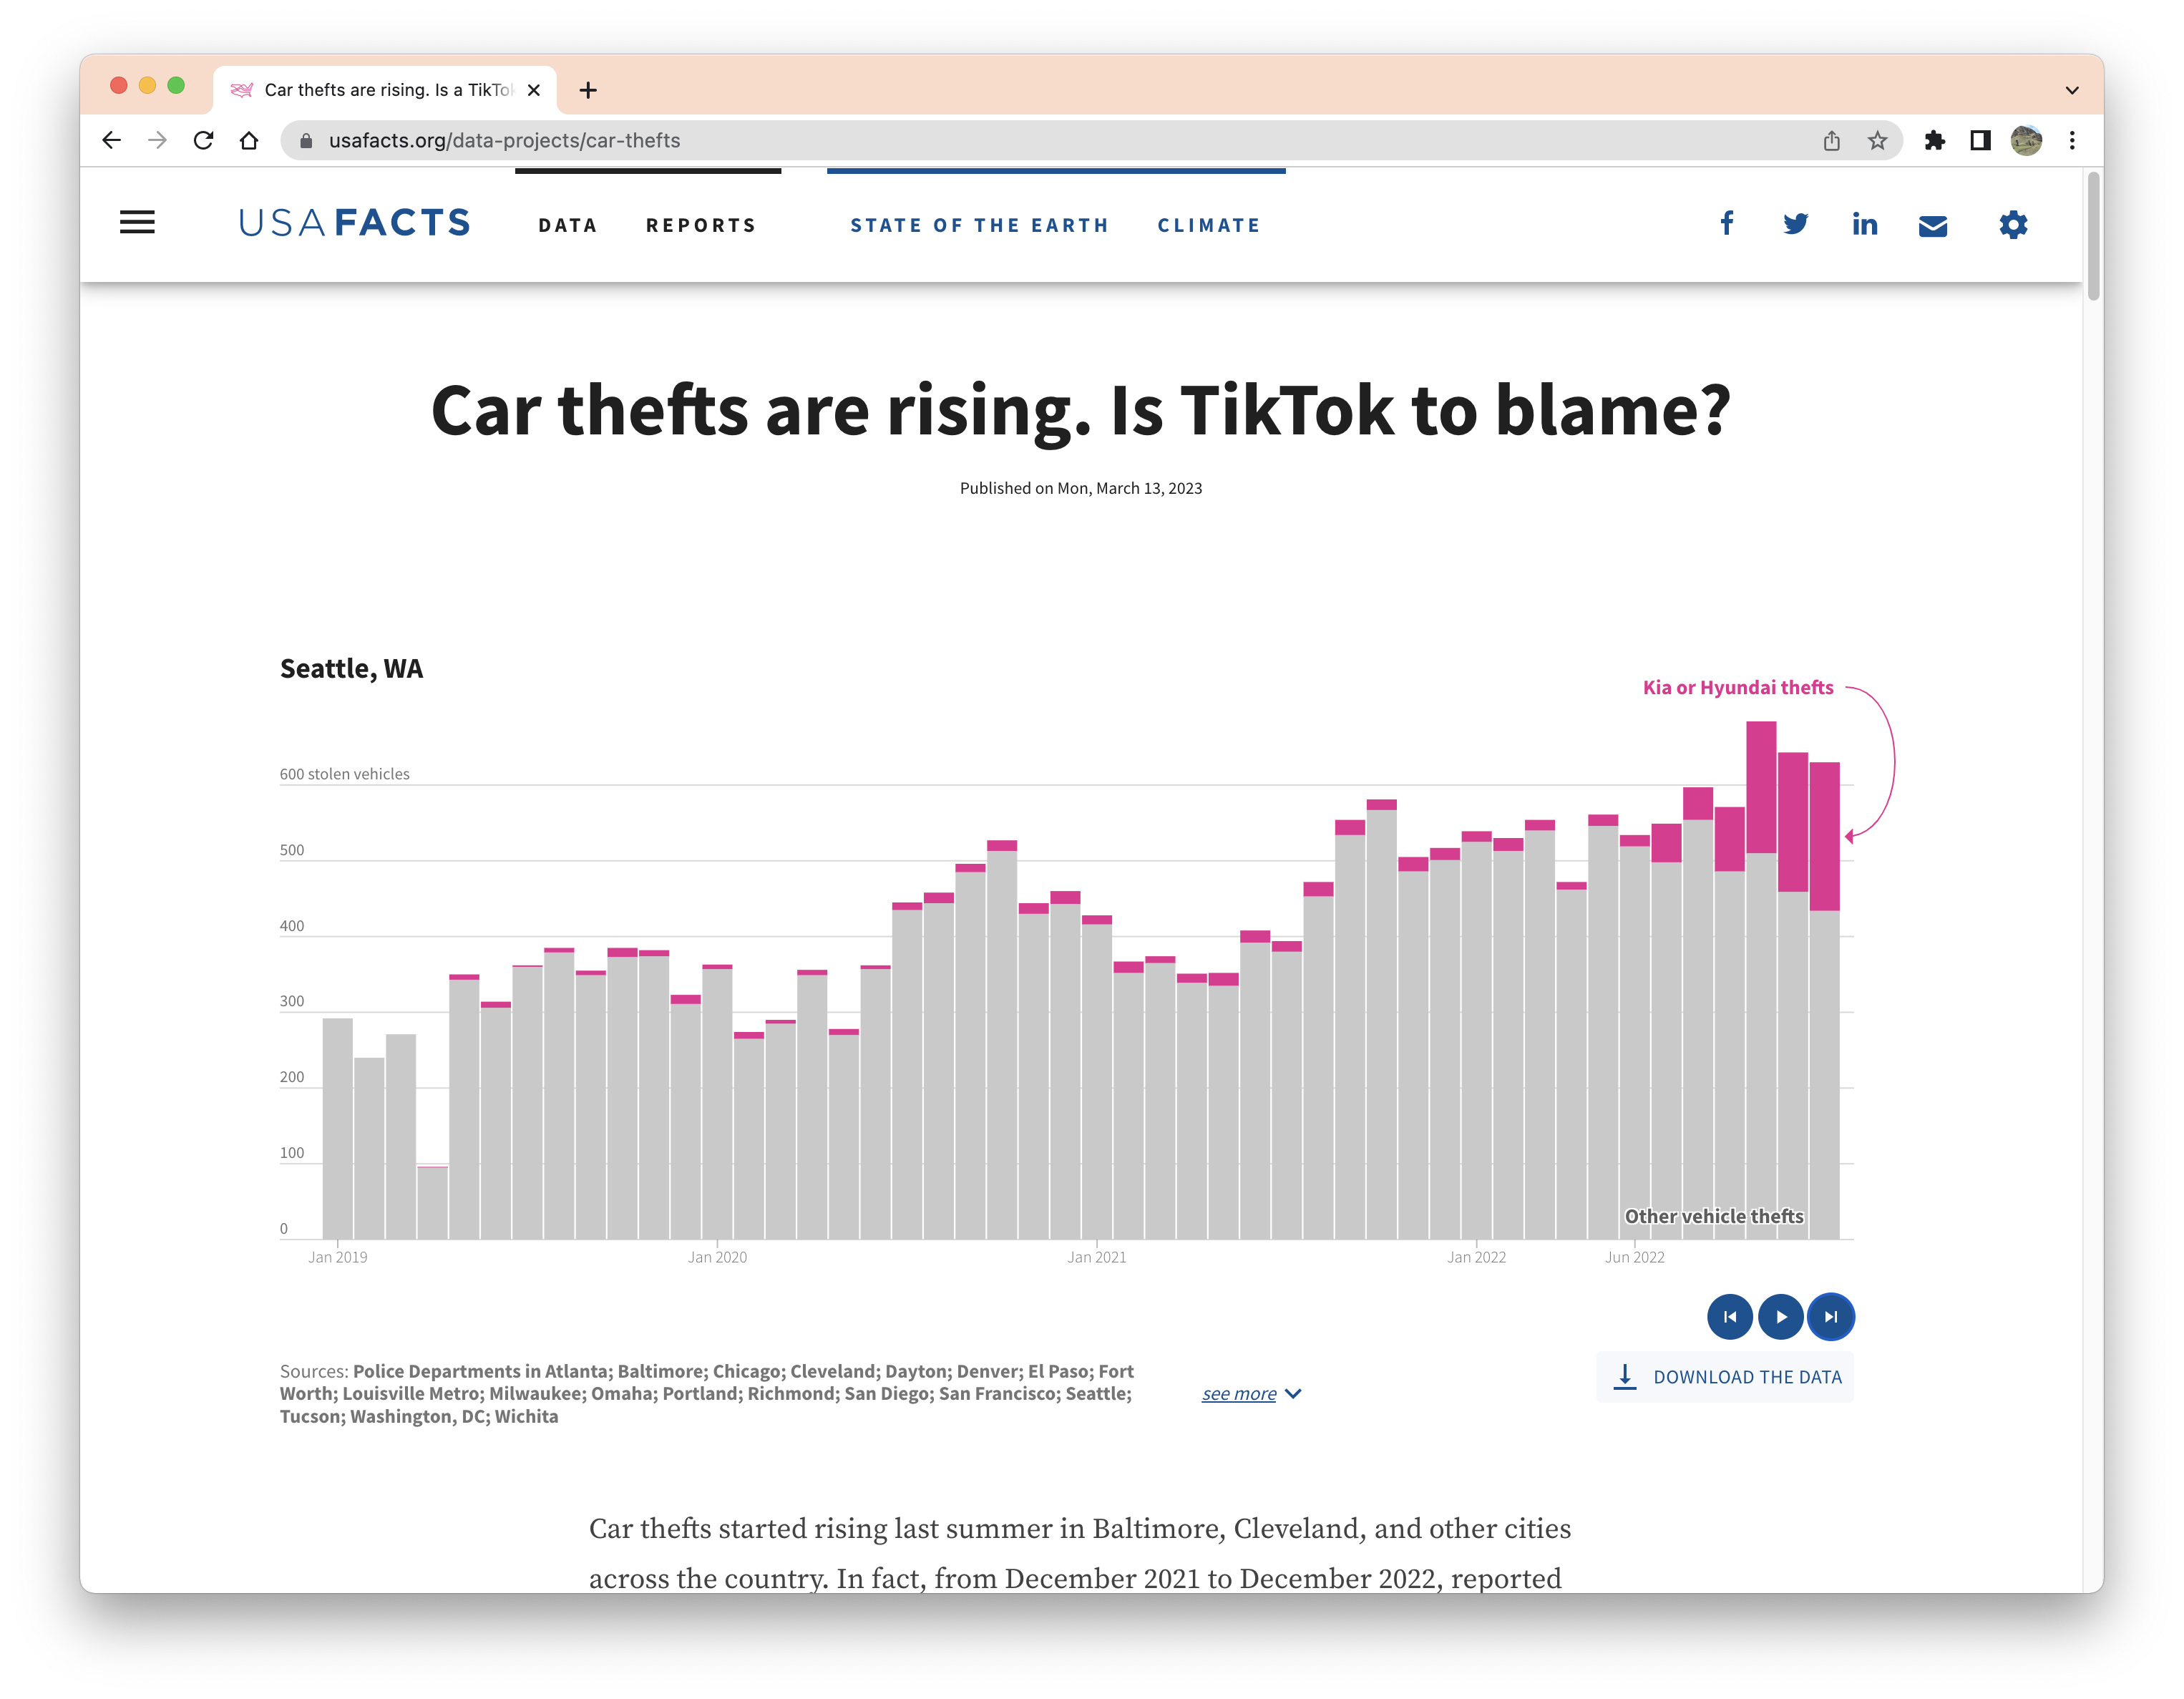 Car thefts are rising. Is a TikTo
usafacts.org/data-projects/car-thefts
USAFACTS
DATA REPORTS STATE OF THE EARTH CLIMATE
Car thefts are rising. Is TikTok to blame?
Published on Mon, March 13, 2023
Seattle, WA
Kia or Hyundai thefts
600 stolen vehicles
500
400
300
200
100
Other vehicle thefts
0
Jan 2019 Jan 2020 Jan 2021 Jan 2022 Jun 2022
Sources: Police Departments in Atlanta; Baltimore; Chicago; Cleveland; Dayton; Denver; El Paso; Fort
Worth; Louisville Metro; Milwaukee; Omaha; Portland; Richmond; San Diego; San Francisco; Seattle;
Tucson; Washington, DC; Wichita
see more
DOWNLOAD THE DATA
Car thefts started rising last summer in Baltimore, Cleveland, and other cities
across the country. In fact, from December 2021 to December 2022, reported